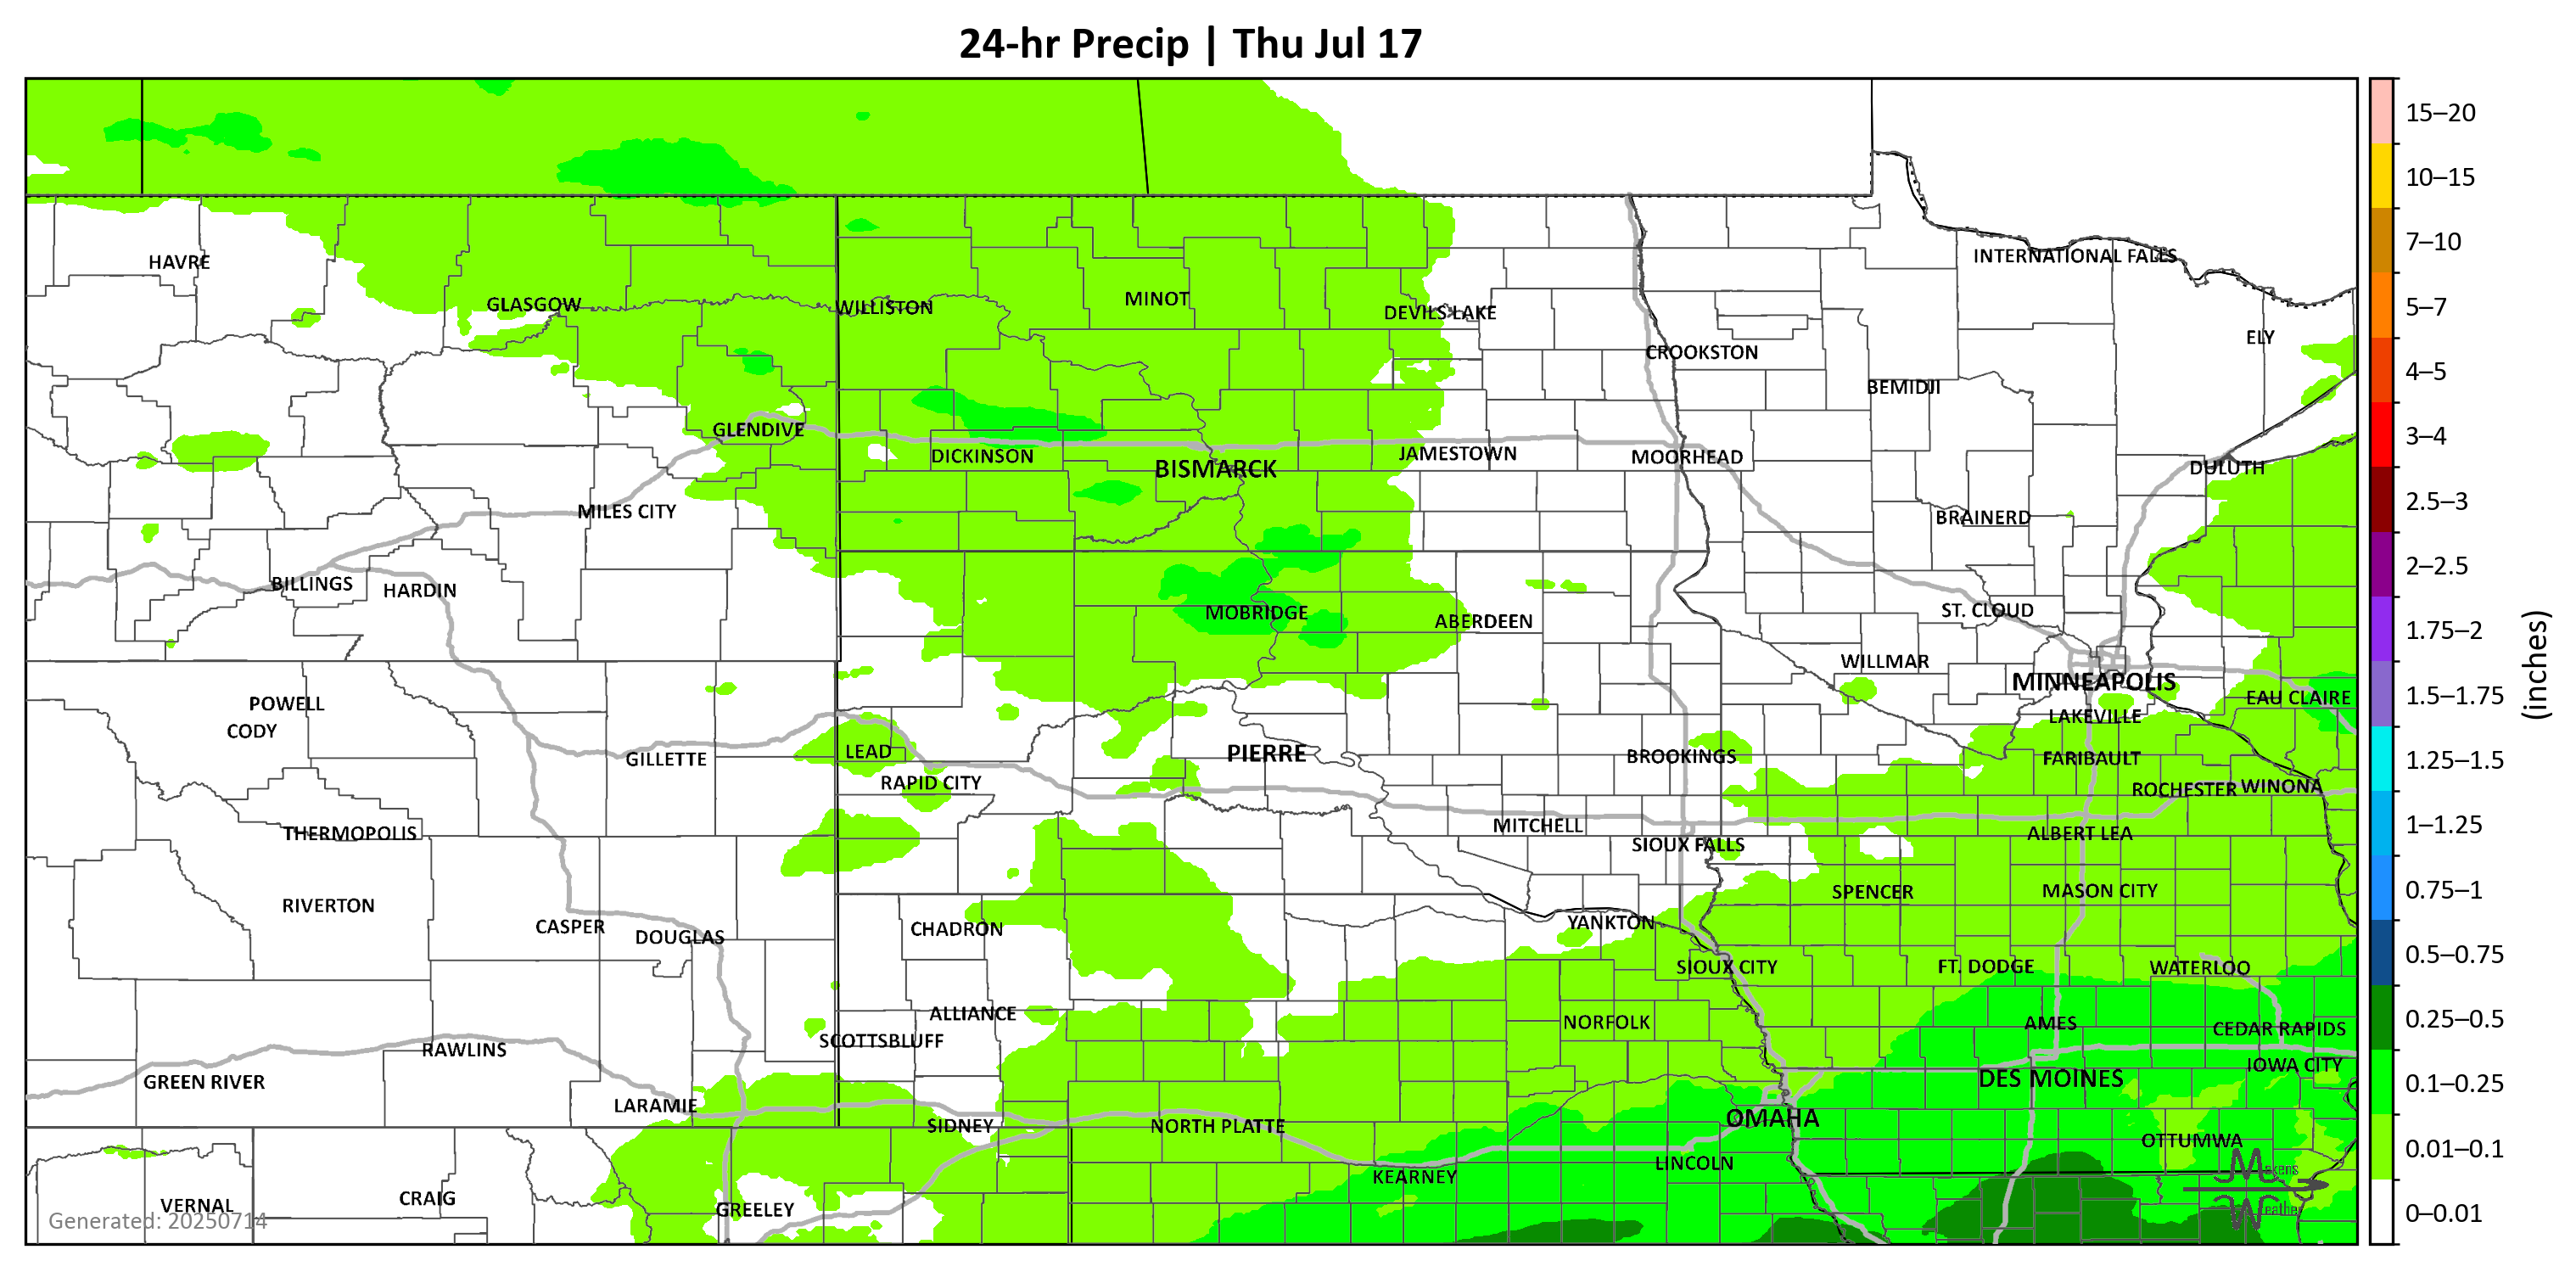 24-hr Precip | Thu Jul 17
15–20
10–15
7–10
5–7
4–5
3–4
2.5–3
2–2.5
1.75–2
1.5–1.75
1.25–1.5
1–1.25
0.75–1
0.5–0.75
0.25–0.5
0.1–0.25
0.01–0.1
0–0.01
(inches)
HAVRE
INTERNATIONAL FALLS
GLASGOW
WILLISTON
MINOT
DEVILS LAKE
ELY
CROOKSTON
BEMIDJI
GLENDIVE
DICKINSON
BISMARCK
JAMESTOWN
MOORHEAD
DULUTH
MILES CITY
BRAINERD
BILLINGS
HARDIN
MOBRIDGE
ABERDEEN
ST. CLOUD
WILLMAR
MINNEAPOLIS
POWELL
EAU CLAIRE
CODY
LAKEVILLE
GILLETTE
LEAD
PIERRE
BROOKINGS
FARIBAULT
RAPID CITY
ROCHESTER
WINONA
THERMOPOLIS
MITCHELL
ALBERT LEA
SIOUX FALLS
RIVERTON
SPENCER
MASON CITY
CASPER
DOUGLAS
CHADRON
YANKTON
SIOUX CITY
FT. DODGE
WATERLOO
ALLIANCE
NORFOLK
AMES
CEDAR RAPIDS
SCOTTSBLUFF
RAWLINS
IOWA CITY
GREEN RIVER
DES MOINES
LARAMIE
SIDNEY
NORTH PLATTE
OMAHA
OTTUMWA
KEARNEY
LINCOLN
VERNAL
CRAIG
GREELEY
Generated: 20250714
Makens
Weather